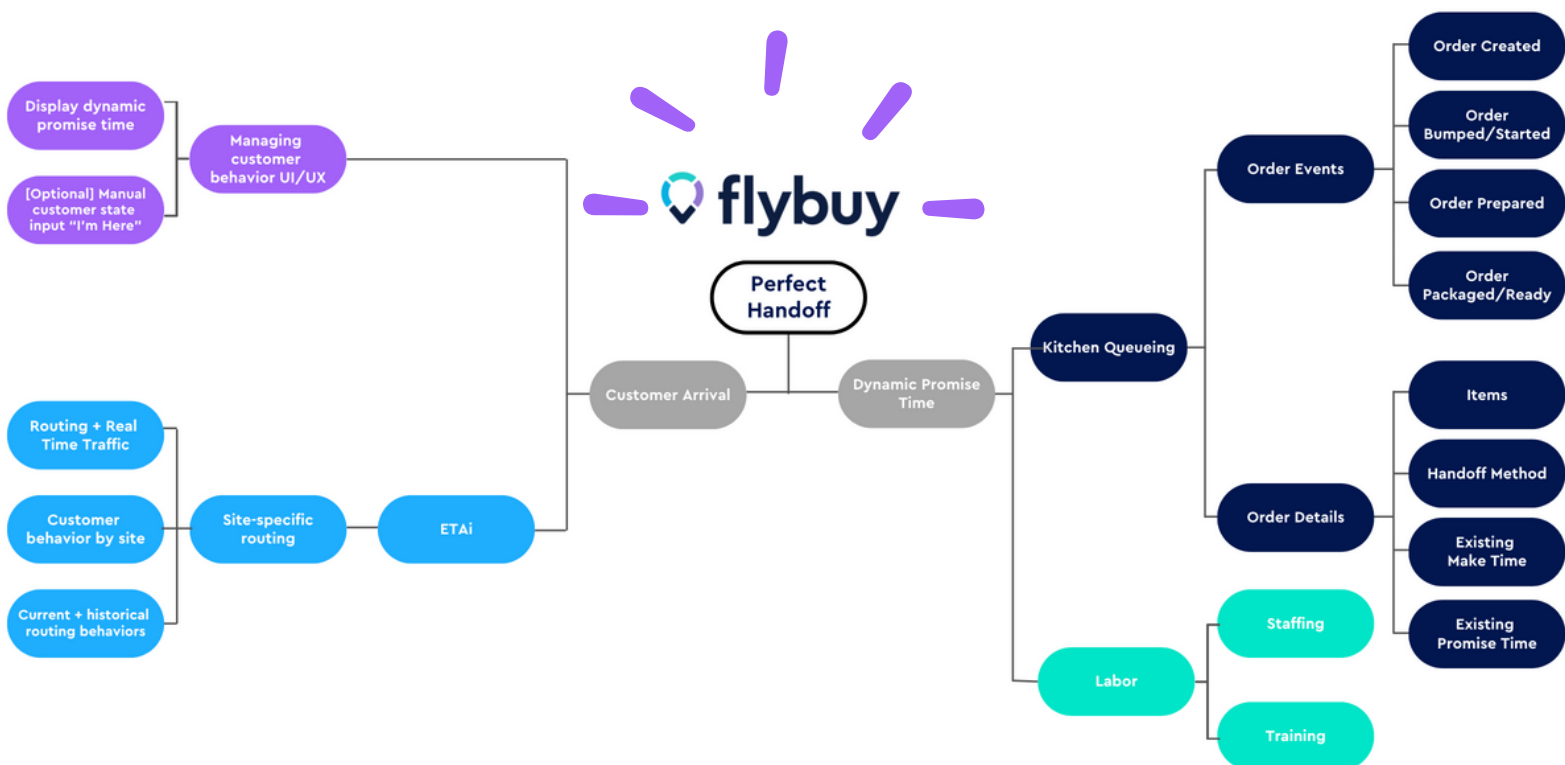 flybuy
Perfect
Handoff
Customer Arrival
Managing
customer
behavior UI/UX
Display dynamic
promise time
[Optional] Manual
customer state
input "I'm Here"
ETAi
Site-specific
routing
Routing + Real
Time Traffic
Customer
behavior by site
Current + historical
routing behaviors
Dynamic Promise
Time
Kitchen Queueing
Order Events
Order Created
Order
Bumped/Started
Order Prepared
Order
Packaged/Ready
Order Details
Items
Handoff Method
Existing
Make Time
Existing
Promise Time
Labor
Staffing
Training